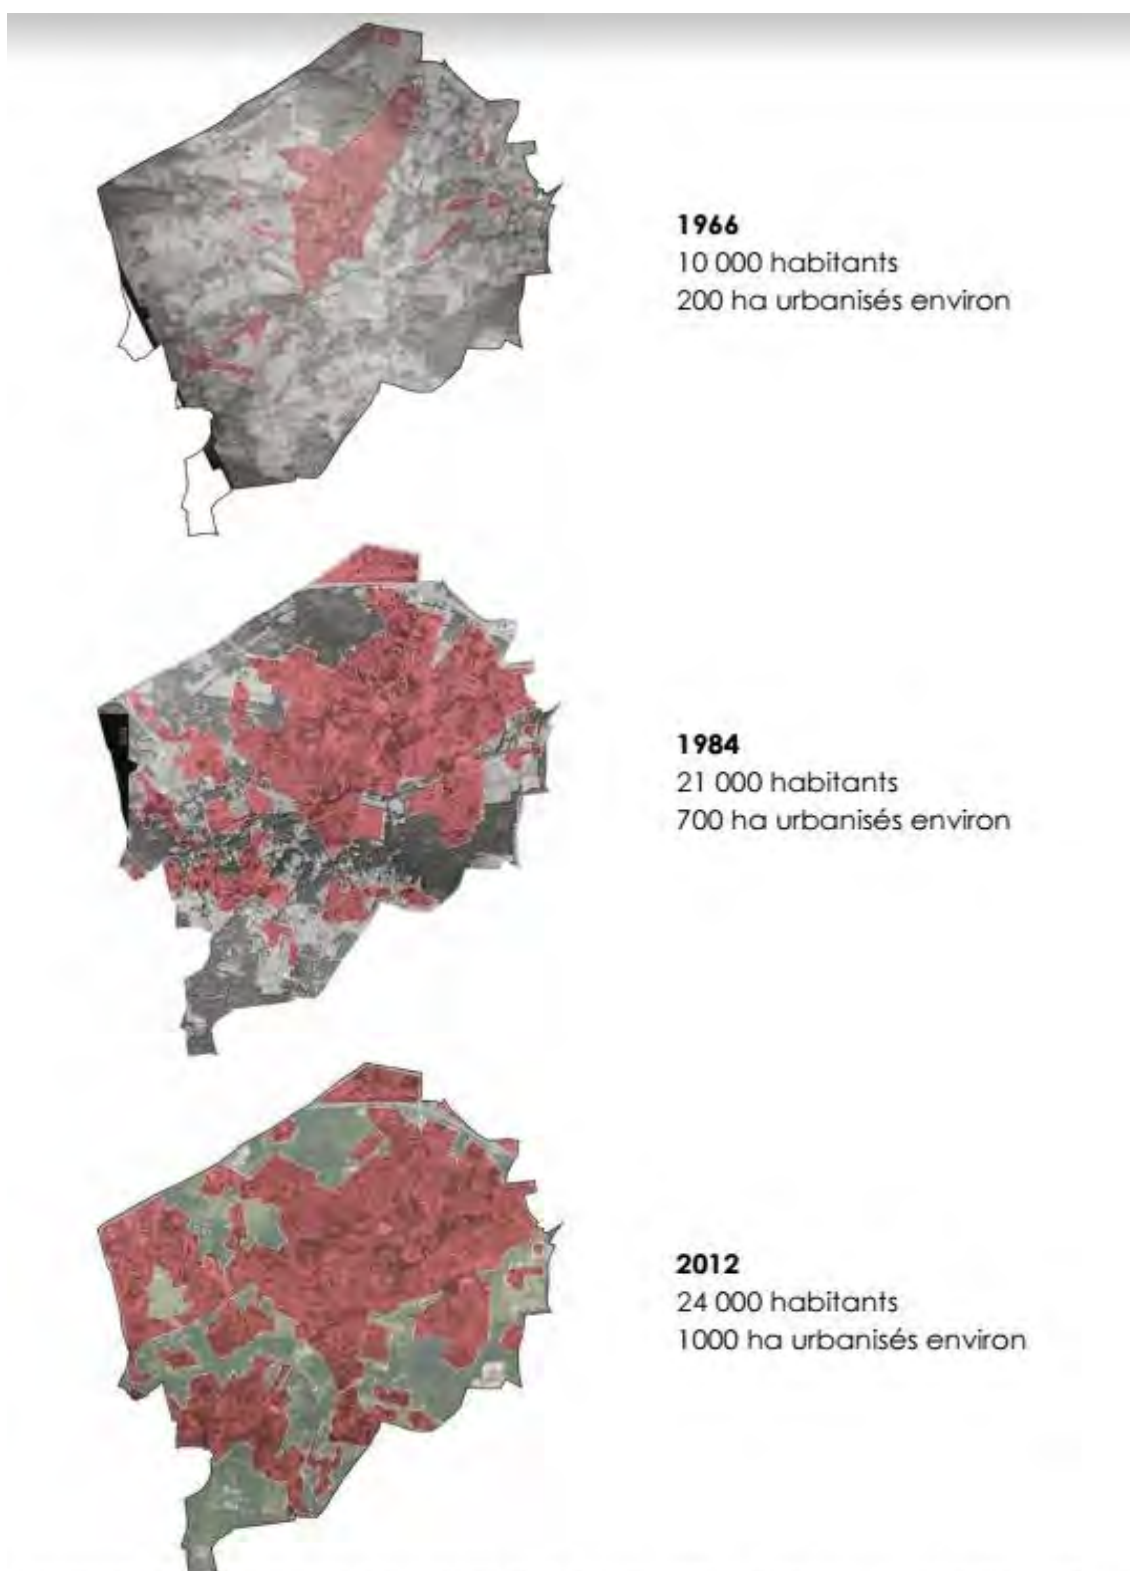 1966
10 000 habitants
200 ha urbanisés environ
1984
21 000 habitants
700 ha urbanisés environ
2012
24 000 habitants
1000 ha urbanisés environ